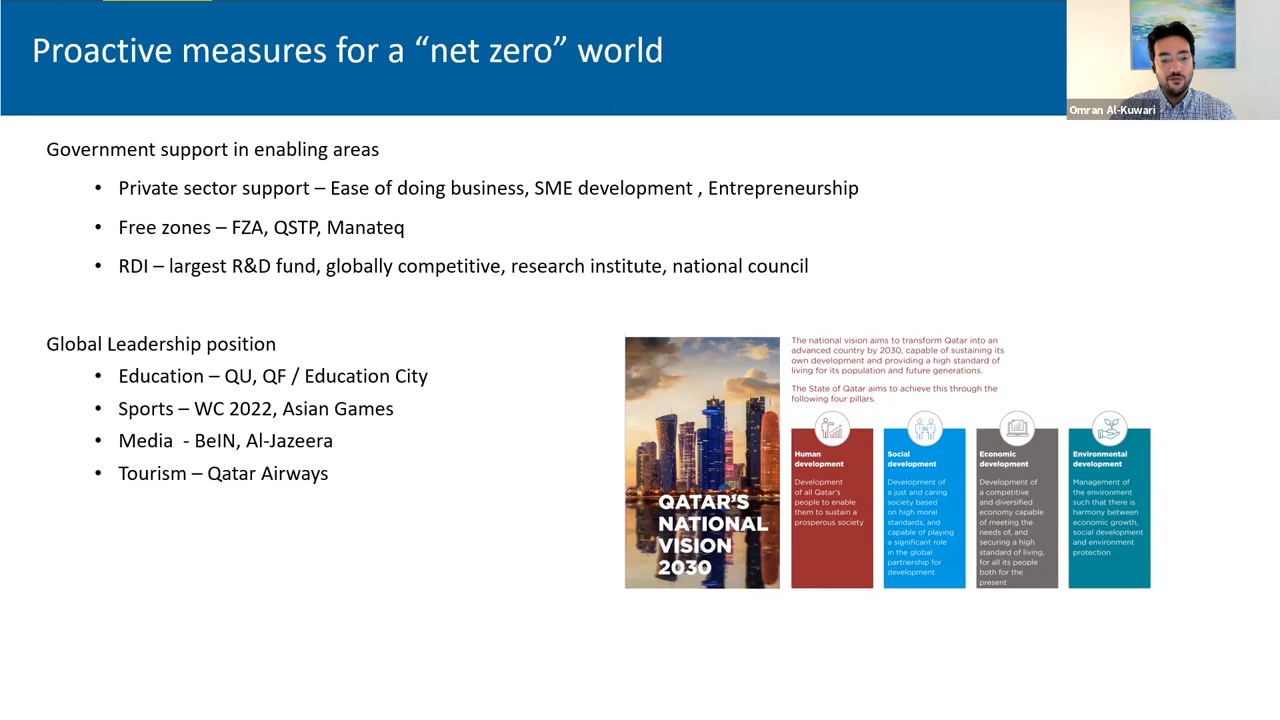 Proactive measures for a “net zero” world
Omran Al-Kuwari
Government support in enabling areas
• Private sector support – Ease of doing business, SME development , Entrepreneurship
• Free zones – FZA, QSTP, Manateq
• RDI – largest R&D fund, globally competitive, research institute, national council
Global Leadership position
• Education – QU, QF / Education City
• Sports – WC 2022, Asian Games
• Media - BeIN, Al-Jazeera
• Tourism – Qatar Airways
QATAR’S
NATIONAL
VISION
2030
The national vision aims to transform Qatar into an
advanced country by 2030, capable of sustaining its
own development and providing a high standard of
living for its population and future generations.
The State of Qatar aims to achieve this through the
following four pillars.
Human
development
Development
of all Qatar’s
people to enable
them to sustain a
prosperous society
Social
development
Development of
a just and caring
society based
on high moral
standards, and
capable of playing
a significant role
in the global
partnership for
development
Economic
development
Development of
a competitive
and diversified
economy capable
of meeting the
needs of, and
securing a high
standard of living,
for all its people
both for the
present
Environmental
development
Management of
the environment
such that there is
harmony between
economic growth,
social development
and environment
protection